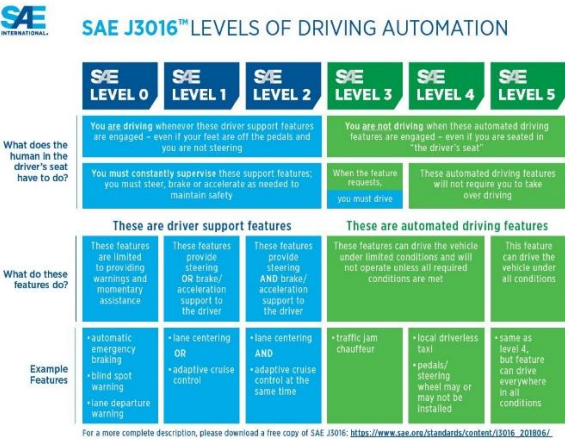 SAE
INTERNATIONAL.
SAE J3016™ LEVELS OF DRIVING AUTOMATION
SAE
LEVEL 0
SAE
LEVEL 1
SAE
LEVEL 2
SAE
LEVEL 3
SAE
LEVEL 4
SAE
LEVEL 5
What does the
human in the
driver's seat
have to do?
You are driving whenever these driver support features
are engaged – even if your feet are off the pedals and
you are not steering
You are not driving when these automated driving
features are engaged – even if you are seated in
"the driver's seat"
You must constantly supervise these support features;
you must steer, brake or accelerate as needed to
maintain safety
When the feature
requests,
you must drive
These automated driving features
will not require you to take
over driving
These are driver support features
These are automated driving features
What do these
features do?
These features
are limited
to providing
warnings and
momentary
assistance
These features
provide
steering
OR brake/
acceleration
support to
the driver
These features
provide
steering
AND brake/
acceleration
support to
the driver
These features can drive the vehicle
under limited conditions and will
not operate unless all required
conditions are met
This feature
can drive the
vehicle under
all conditions
Example
Features
• automatic
emergency
braking
• blind spot
warning
• lane departure
warning
• lane centering
OR
• adaptive cruise
control
• lane centering
AND
• adaptive cruise
control at the
same time
• traffic jam
chauffeur
• local driverless
taxi
• pedals/
steering
wheel may or
may not be
installed
• same as
level 4,
but feature
can drive
everywhere
in all
conditions
For a more complete description, please download a free copy of SAE J3016: https://www.sae.org/standards/content/j3016_201806/